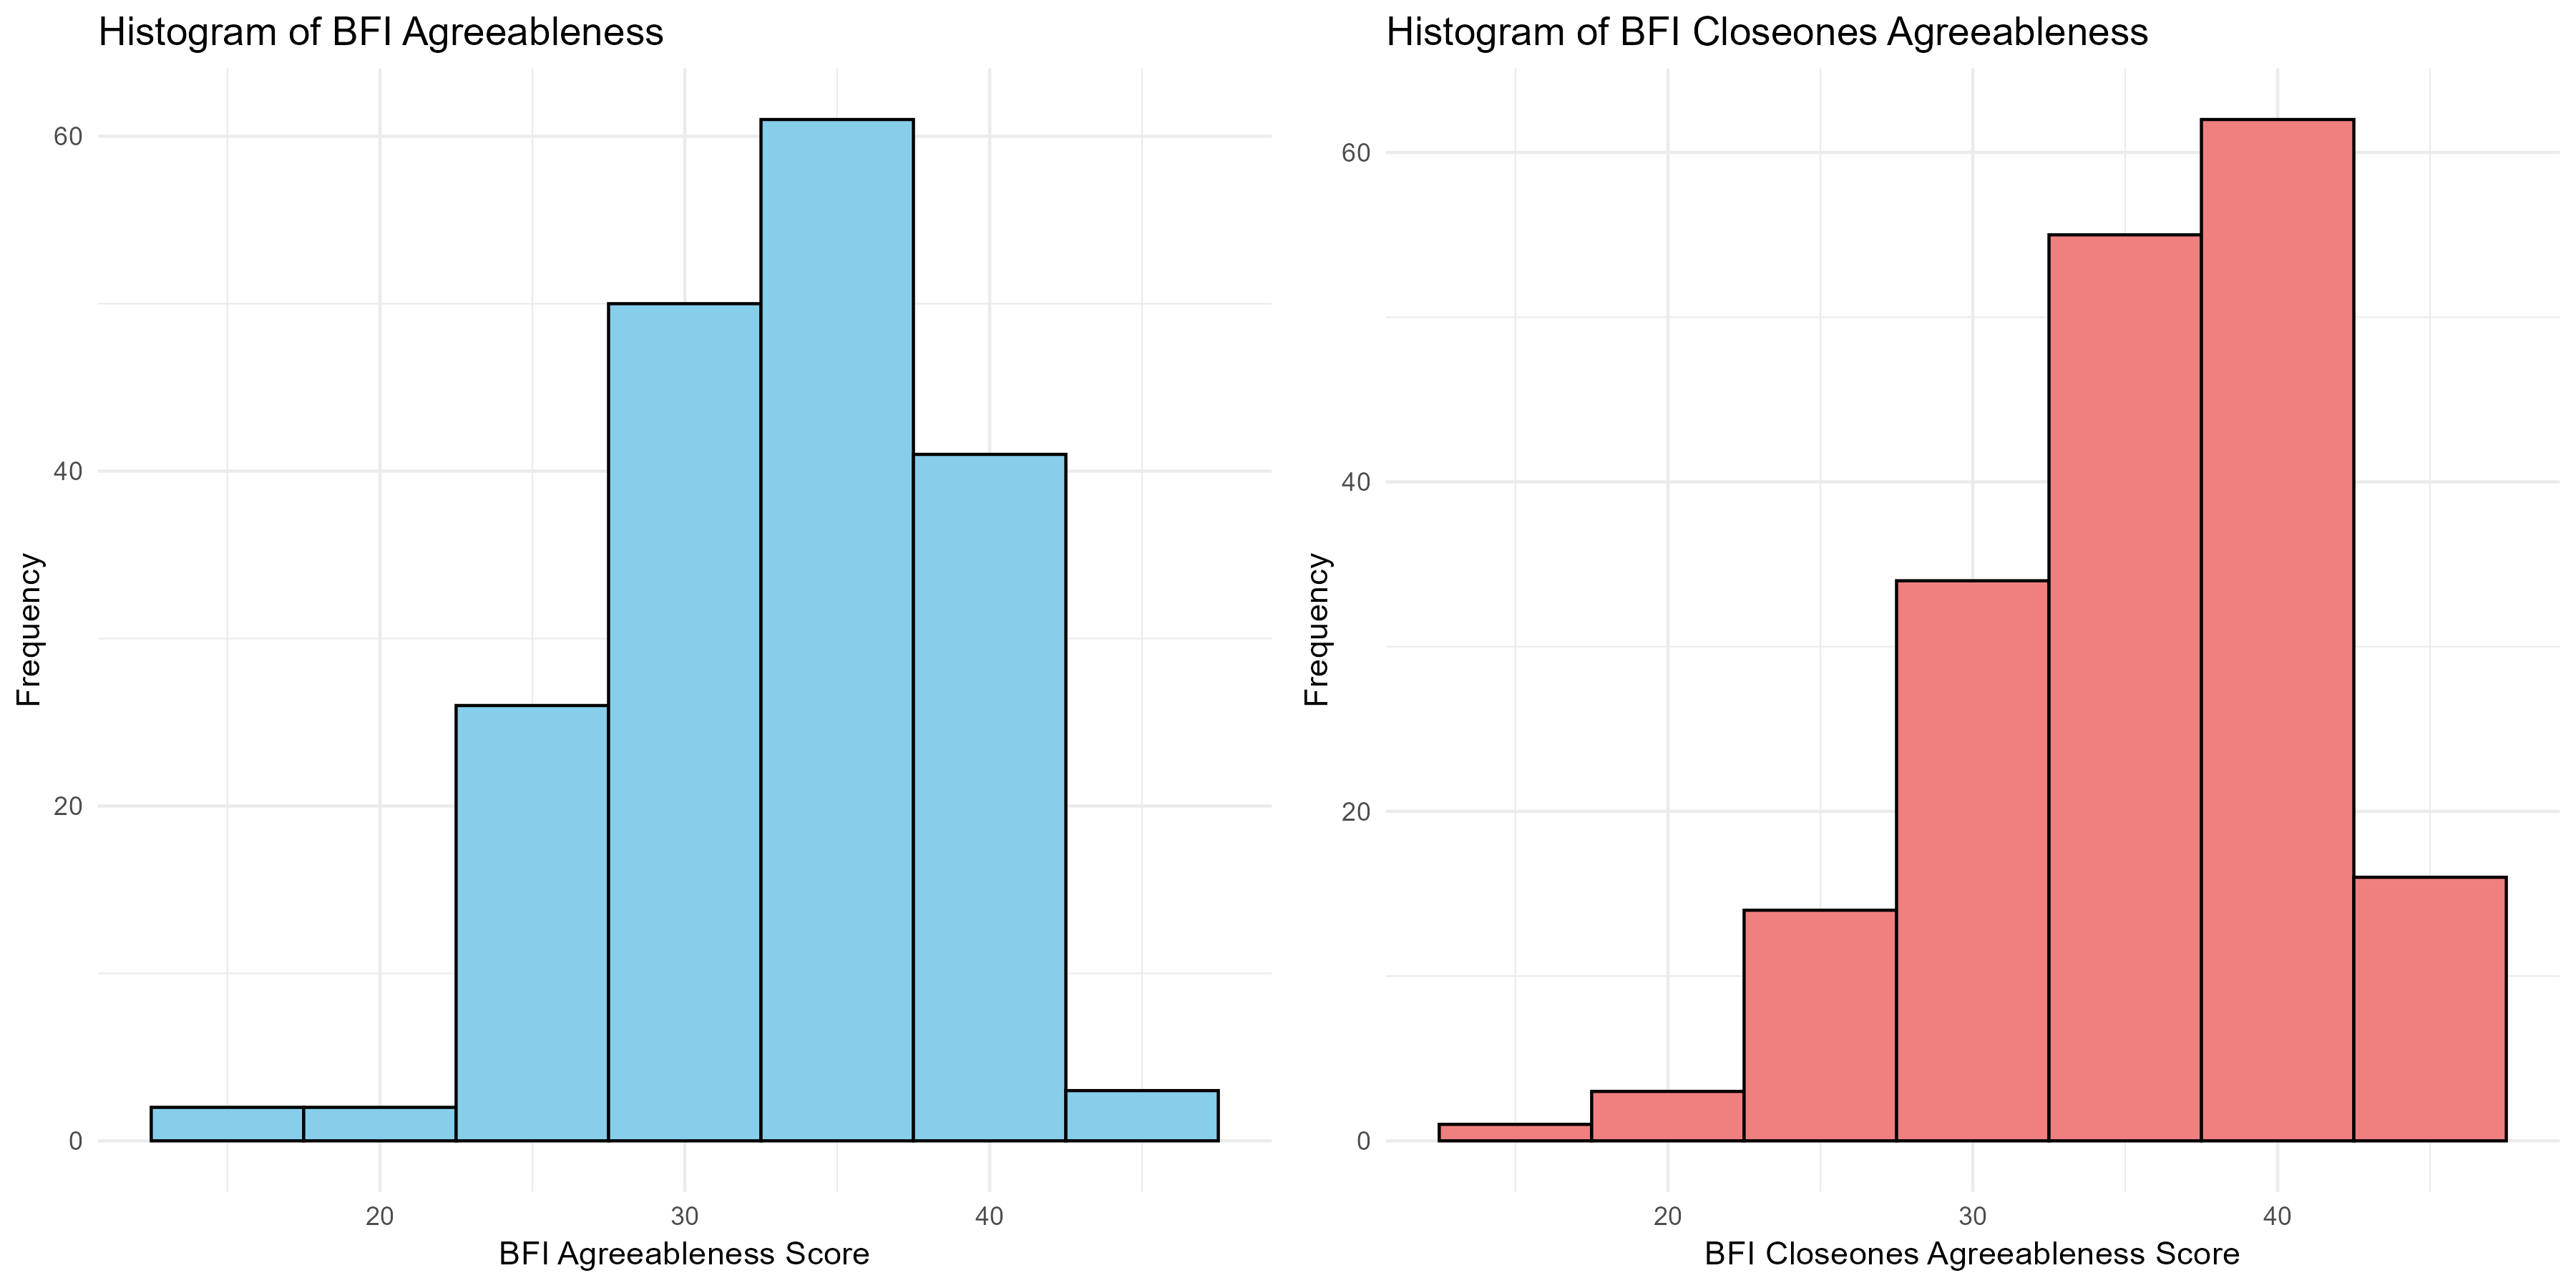 Histogram of BFI Agreeableness
60
40
20
0
Frequency
20 30 40
BFI Agreeableness Score
Histogram of BFI Closeones Agreeableness
60
40
20
0
Frequency
20 30 40
BFI Closeones Agreeableness Score